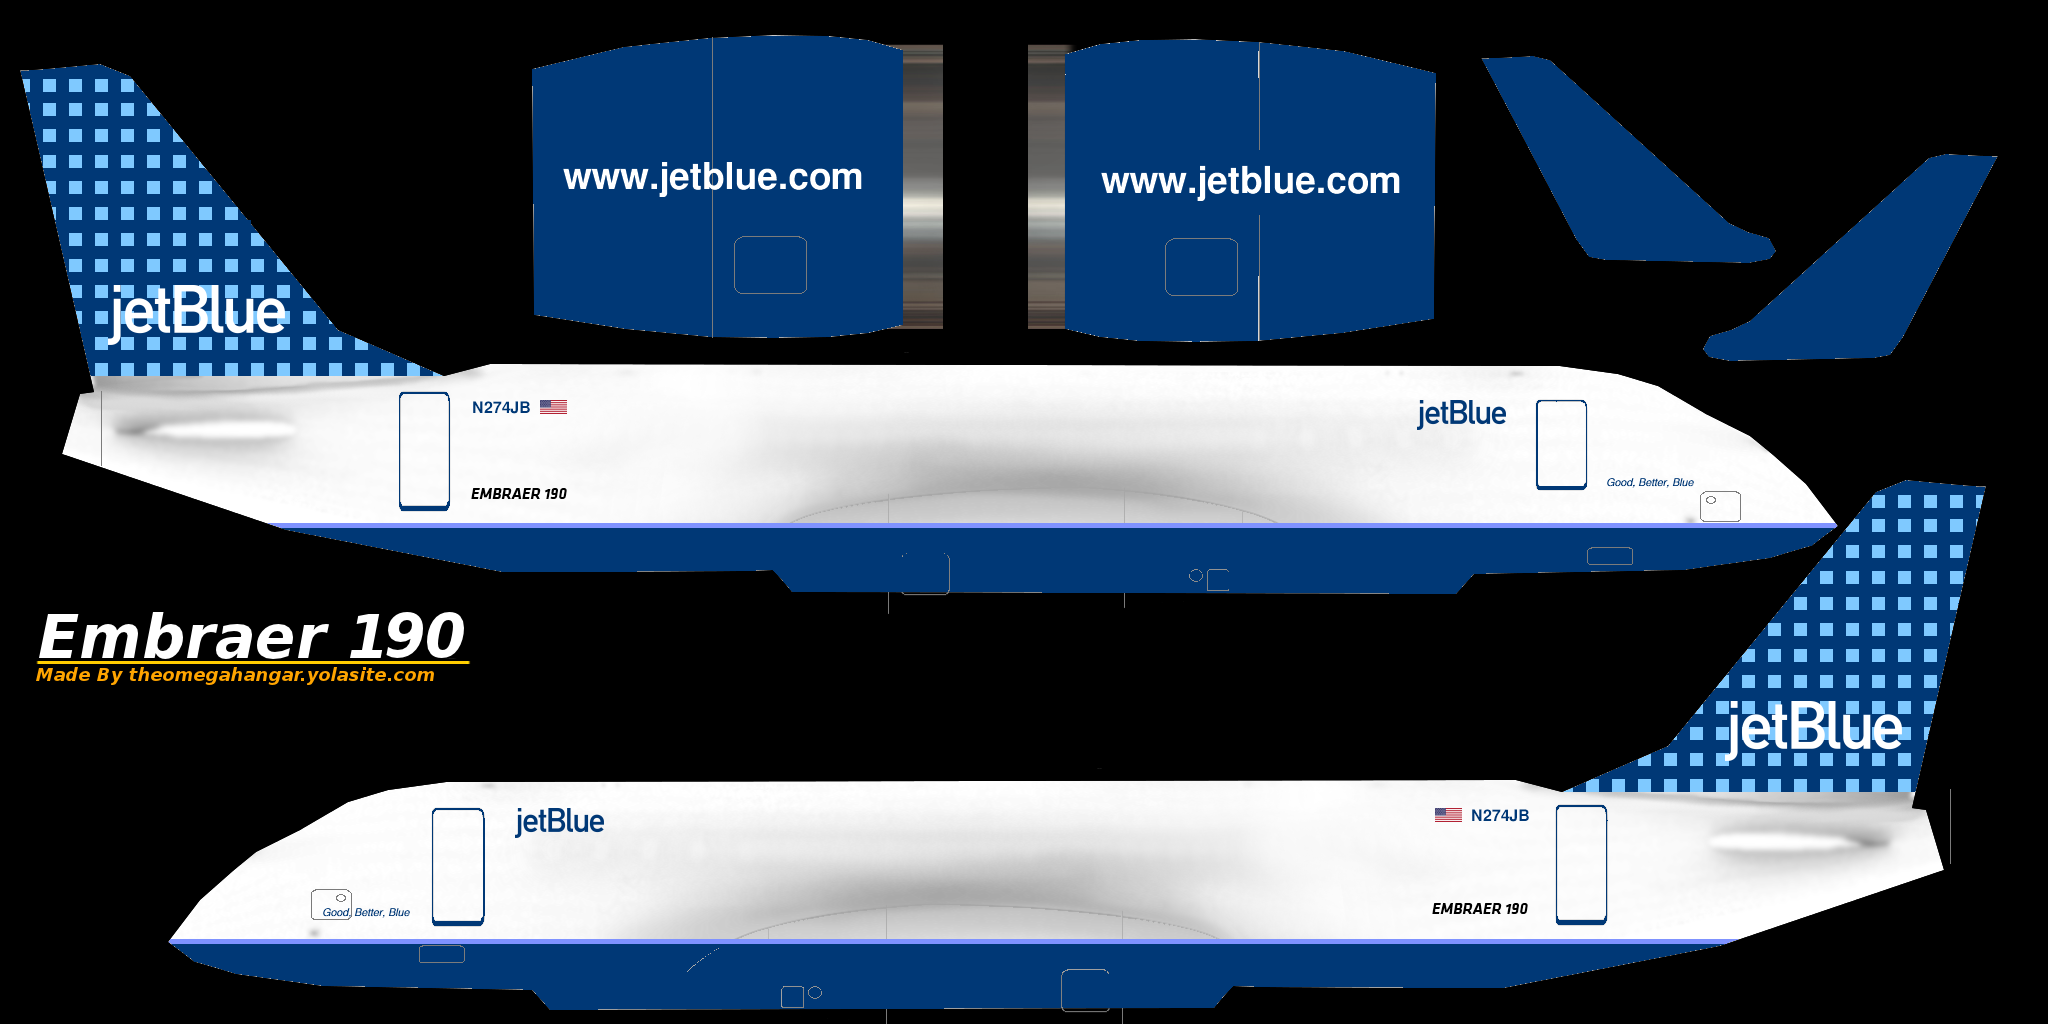 www.jetblue.com
www.jetblue.com
jetBlue
N274JB
jetBlue
Good, Better, Blue
EMBRAER 190
Embraer 190
Made By theomegahangar.yolasite.com
jetBlue
jetBlue
N274JB
Good, Better, Blue
EMBRAER 190